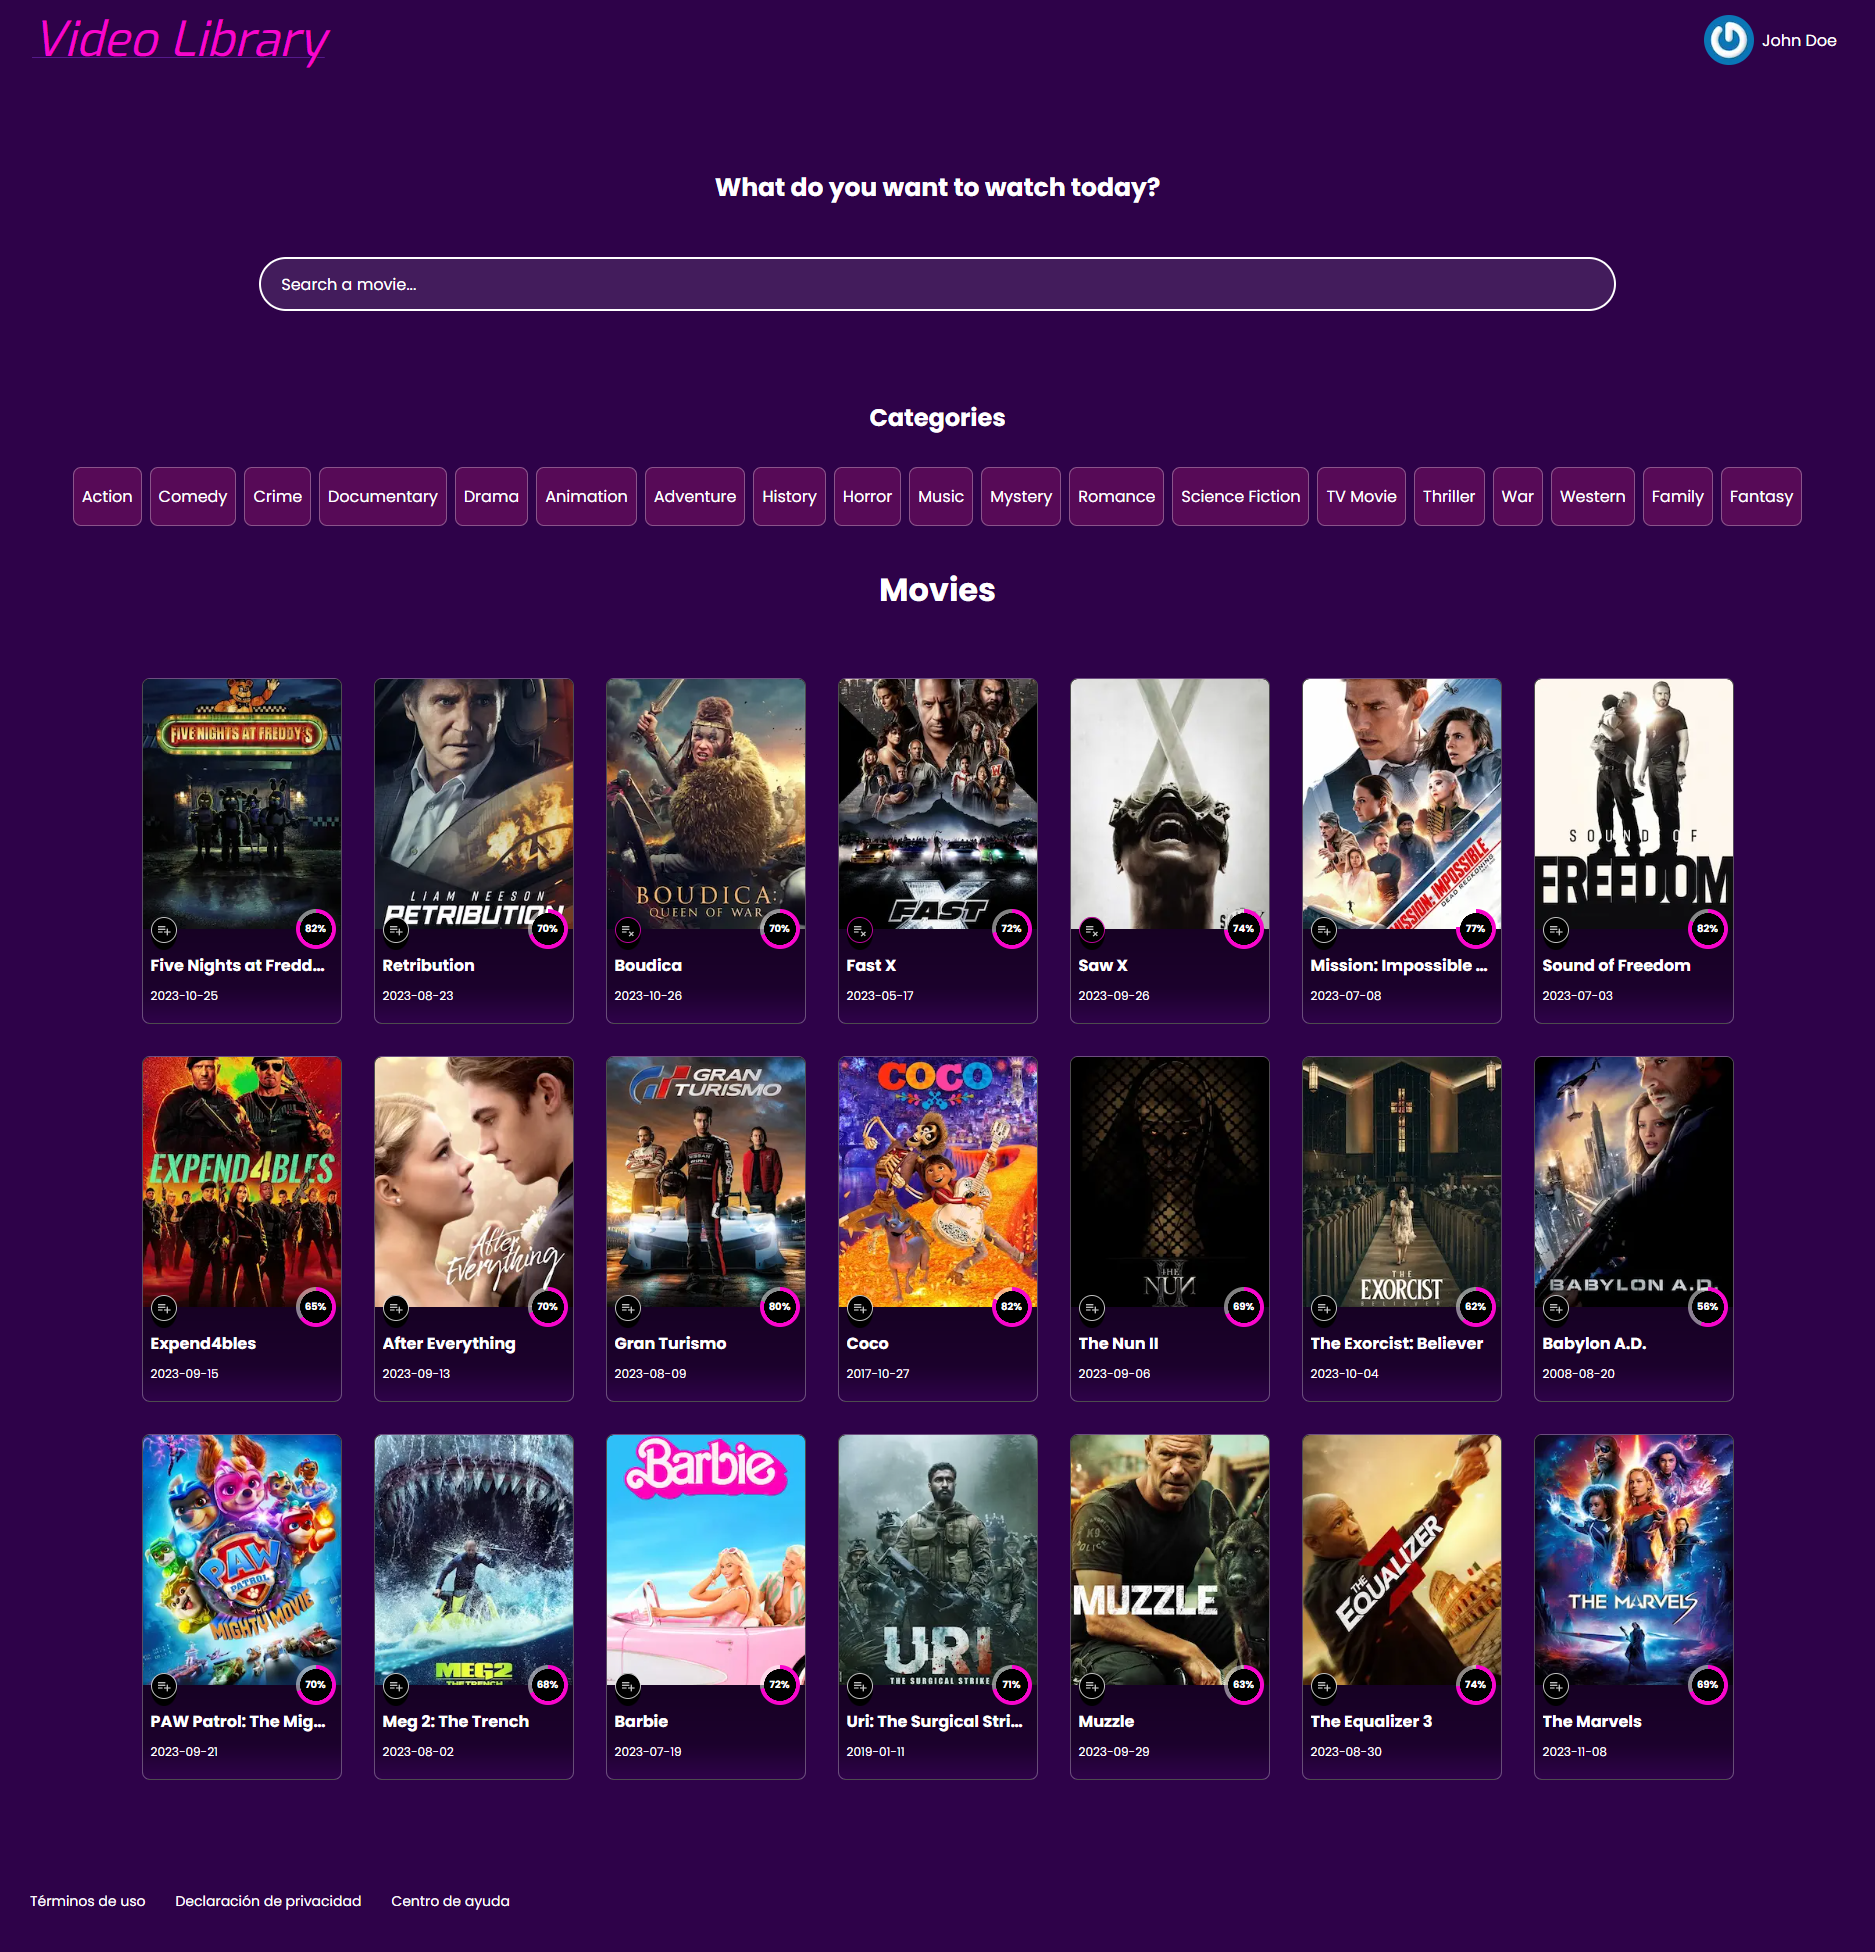 Video Library
John Doe
What do you want to watch today?
Search a movie...
Categories
Action Comedy Crime Documentary Drama Animation Adventure History Horror Music Mystery Romance Science Fiction TV Movie Thriller War Western Family Fantasy
Movies
FIVE NIGHTS AT FREDDY'S
82%
Five Nights at Fredd...
2023-10-25
LIAM NEESON
RETRIBUTION
70%
Retribution
2023-08-23
BOUDICA:
QUEEN OF WAR
70%
Boudica
2023-10-26
X
FAST
72%
Fast X
2023-05-17
74%
Saw X
2023-09-26
MISSION: IMPOSSIBLE
DEAD RECKONING
77%
Mission: Impossible ...
2023-07-08
SOUND OF
FREEDOM
82%
Sound of Freedom
2023-07-03
EXPEND4BLES
65%
Expend4bles
2023-09-15
After
Everything
70%
After Everything
2023-09-13
GRAN
TURISMO
NISSAN
80%
Gran Turismo
2023-08-09
COCO
82%
Coco
2017-10-27
THE
NUN
II
69%
The Nun II
2023-09-06
THE
EXORCIST
BELIEVER
62%
The Exorcist: Believer
2023-10-04
BABYLON A.D.
56%
Babylon A.D.
2008-08-20
PAW
PATROL
THE
MIGHTY MOVIE
70%
PAW Patrol: The Mig...
2023-09-21
MEG2
THE TRENCH
68%
Meg 2: The Trench
2023-08-02
Barbie
72%
Barbie
2023-07-19
URI
THE SURGICAL STRIKE
71%
Uri: The Surgical Stri...
2019-01-11
K9
POLICE
MUZZLE
63%
Muzzle
2023-09-29
THE
EQUALIZER
3
74%
The Equalizer 3
2023-08-30
THE MARVELS
69%
The Marvels
2023-11-08
Términos de uso Declaración de privacidad Centro de ayuda